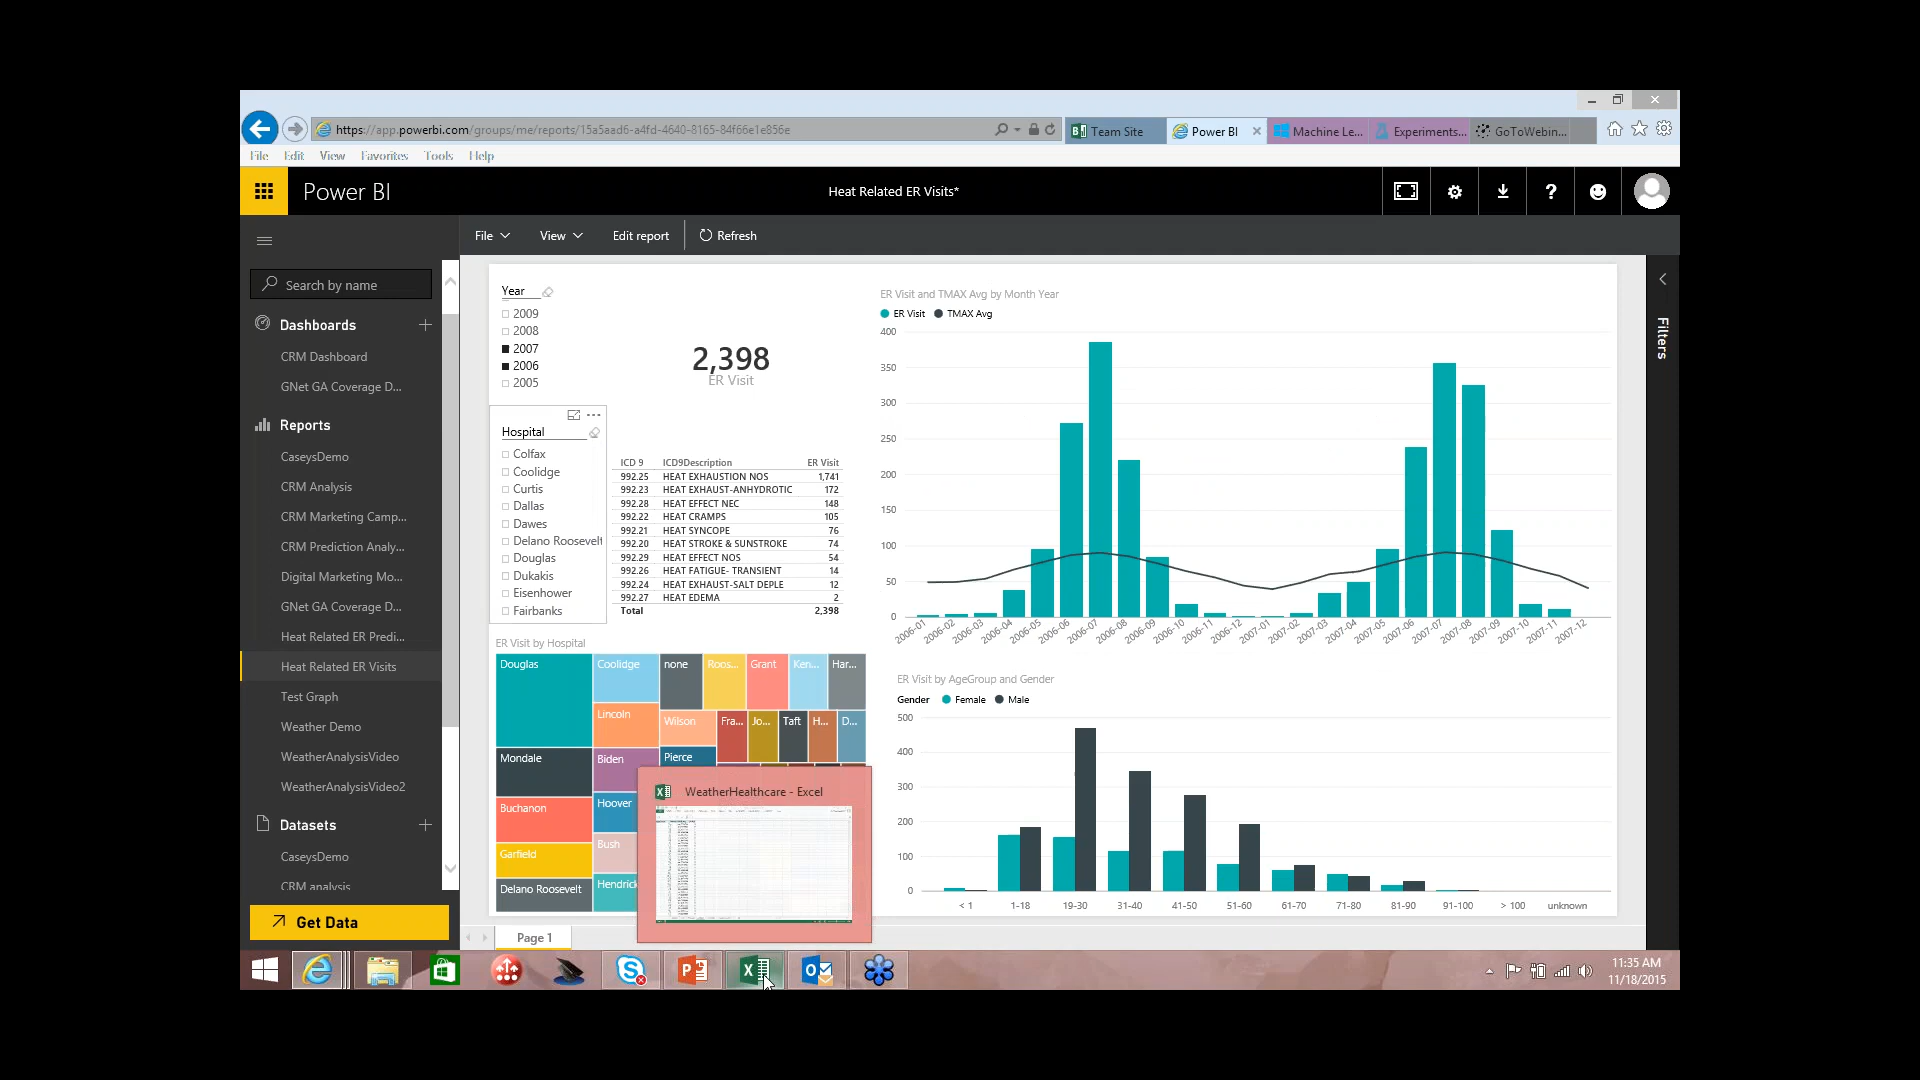 https://app.powerbi.com/groups/me/reports/15a5aad6-a4fd-4640-8165-84f66e1e856e
Team Site
Power BI
Machine Le...
Experiments...
GoToWebin...
File Edit View Favorites Tools Help
Power BI
Heat Related ER Visits*
File View Edit report Refresh
Search by name
Dashboards
CRM Dashboard
GNet GA Coverage D...
Reports
CaseysDemo
CRM Analysis
CRM Marketing Camp...
CRM Prediction Analy...
Digital Marketing Mo...
GNet GA Coverage D...
Heat Related ER Predi...
Heat Related ER Visits
Test Graph
Weather Demo
WeatherAnalysisVideo
WeatherAnalysisVideo2
Datasets
CaseysDemo
CRM analysis
Get Data
Year
2009
2008
2007
2006
2005
2,398
ER Visit
Hospital
Colfax
Coolidge
Curtis
Dallas
Dawes
Delano Roosevelt
Douglas
Dukakis
Eisenhower
Fairbanks
ICD 9 ICD9Description ER Visit
992.25 HEAT EXHAUSTION NOS 1,741
992.23 HEAT EXHAUST-ANHYDROTIC 172
992.28 HEAT EFFECT NEC 148
992.22 HEAT CRAMPS 105
992.21 HEAT SYNCOPE 76
992.20 HEAT STROKE & SUNSTROKE 74
992.29 HEAT EFFECT NOS 54
992.26 HEAT FATIGUE- TRANSIENT 14
992.24 HEAT EXHAUST-SALT DEPLE 12
992.27 HEAT EDEMA 2
Total 2,398
ER Visit by Hospital
Douglas
Coolidge
none
Roos...
Grant
Ken...
Har...
Lincoln
Wilson
Fra...
Jo...
Taft
H...
D...
Mondale
Biden
Pierce
Buchanon
Hoover
Garfield
Bush
Delano Roosevelt
Hendrick
WeatherHealthcare - Excel
ER Visit and TMAX Avg by Month Year
ER Visit TMAX Avg
400
350
300
250
200
150
100
50
0
2006-01 2006-02 2006-03 2006-04 2006-05 2006-06 2006-07 2006-08 2006-09 2006-10 2006-11 2006-12 2007-01 2007-02 2007-03 2007-04 2007-05 2007-06 2007-07 2007-08 2007-09 2007-10 2007-11 2007-12
ER Visit by AgeGroup and Gender
Gender Female Male
500
400
300
200
100
0
< 1 1-18 19-30 31-40 41-50 51-60 61-70 71-80 81-90 91-100 > 100 unknown
Filters
Page 1
11:35 AM
11/18/2015